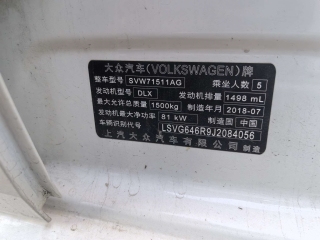 大众汽车(VOLKSWAGEN)牌
整车型号 SVW71511AG 乘坐人数 5
发动机型号 DLX 发动机排量 1498 mL
最大允许总质量 1500kg 制造年月 2018-07
发动机最大净功率 81 kW 制造国 中国
车辆识别代号 LSVG646R9J2084056
上汽大众汽车有限公司 制造